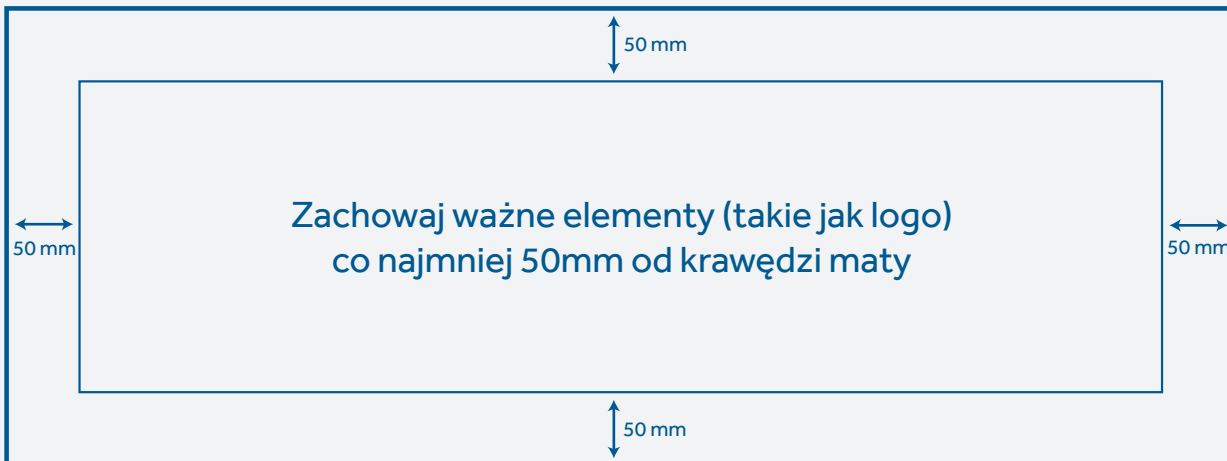 50 mm
Zachowaj ważne elementy (takie jak logo)
co najmniej 50mm od krawędzi maty
50 mm
50 mm
50 mm